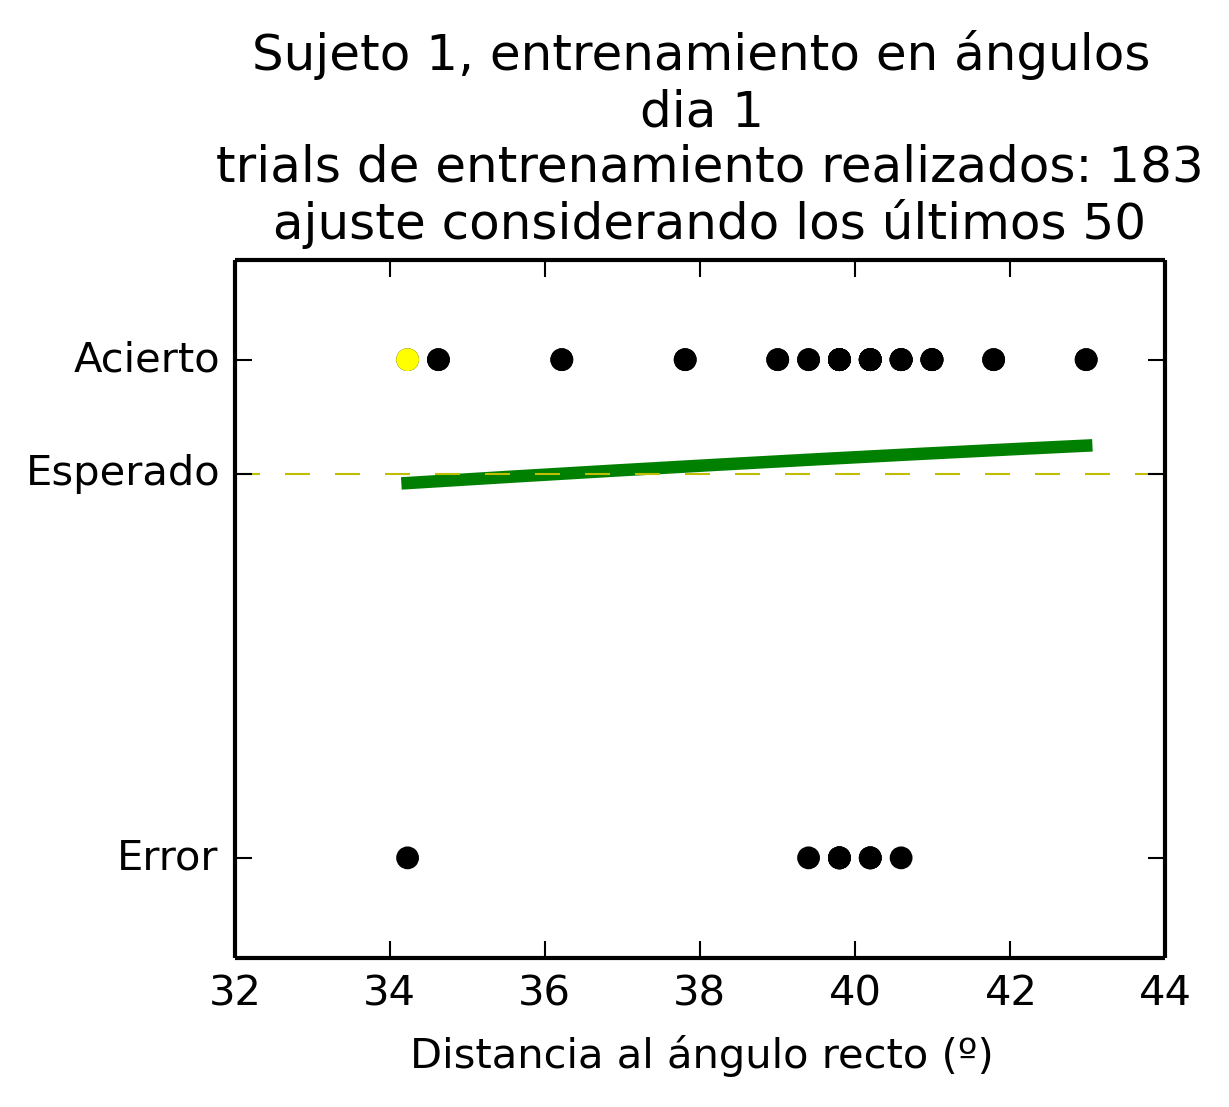 Sujeto 1, entrenamiento en ángulos
dia 1
trials de entrenamiento realizados: 183
ajuste considerando los últimos 50
Acierto
Esperado
Error
32 34 36 38 40 42 44
Distancia al ángulo recto (º)